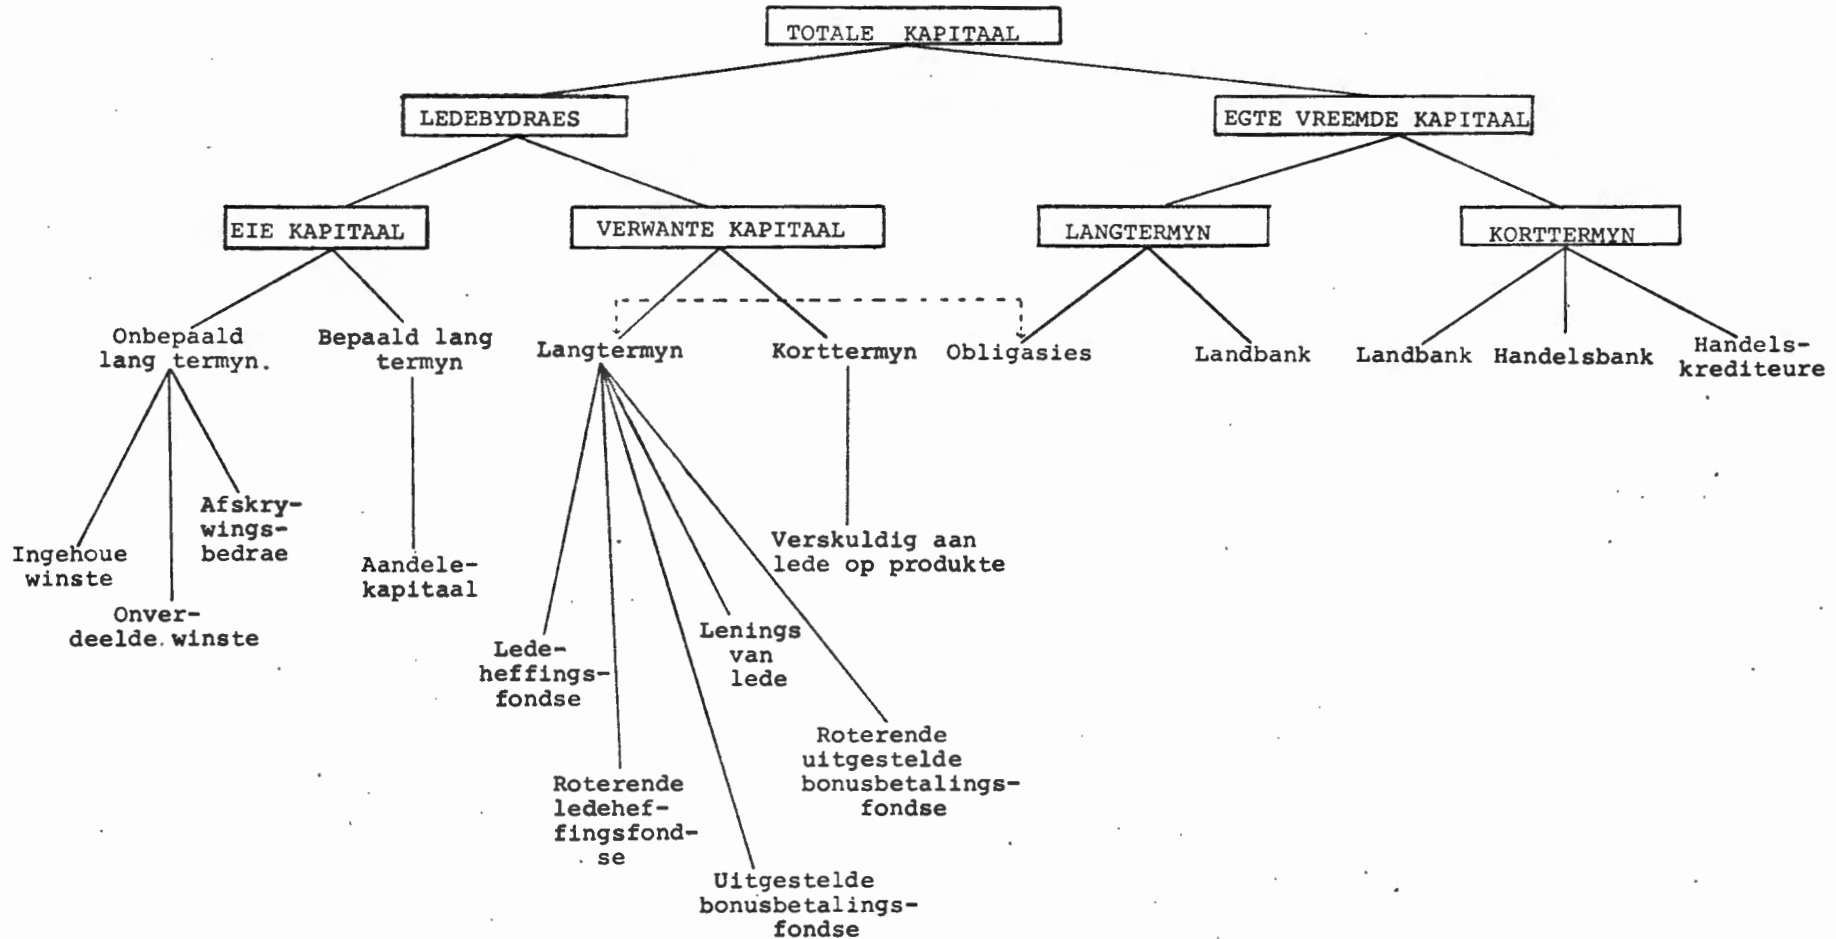 TOTALE KAPITAAL
LEDEBYDRAES
EGTE VREEMDE KAPITAAL
EIE KAPITAAL
VERWANTE KAPITAAL
LANGTERMYN
KORTTERMYN
Onbepaald
lang termyn.
Bepaald lang
termyn
Langtermyn
Korttermyn
Obligasies
Landbank
Landbank
Handelsbank
Handels-
krediteure
Ingehoue
winste
Onver-
deelde winste
Afskry-
wings-
bedrae
Aandele-
kapitaal
Lede-
heffings-
fondse
Roterende
ledehef-
fingsfond-
se
Uitgestelde
bonusbetalings-
fondse
Lenings
van
lede
Roterende
uitgestelde
bonusbetalings-
fondse
Verskuldig aan
lede op produkte